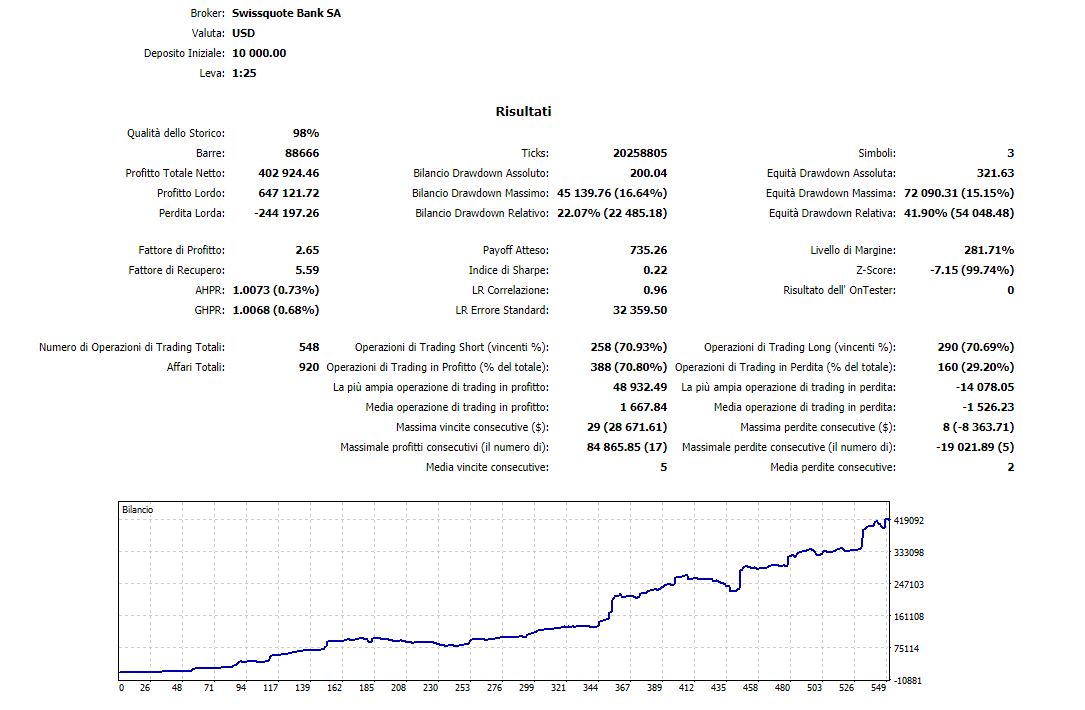 Broker: Swissquote Bank SA
Valuta: USD
Deposito Iniziale: 10 000.00
Leva: 1:25
Risultati
Qualità dello Storico: 98%
Barre: 88666 Ticks: 20258805 Simboli: 3
Profitto Totale Netto: 402 924.46 Bilancio Drawdown Assoluto: 200.04 Equità Drawdown Assoluta: 321.63
Profitto Lordo: 647 121.72 Bilancio Drawdown Massimo: 45 139.76 (16.64%) Equità Drawdown Massima: 72 090.31 (15.15%)
Perdita Lorda: -244 197.26 Bilancio Drawdown Relativo: 22.07% (22 485.18) Equità Drawdown Relativa: 41.90% (54 048.48)
Fattore di Profitto: 2.65 Payoff Atteso: 735.26 Livello di Margine: 281.71%
Fattore di Recupero: 5.59 Indice di Sharpe: 0.22 Z-Score: -7.15 (99.74%)
AHPR: 1.0073 (0.73%) LR Correlazione: 0.96 Risultato dell' OnTester: 0
GHPR: 1.0068 (0.68%) LR Errore Standard: 32 359.50
Numero di Operazioni di Trading Totali: 548 Operazioni di Trading Short (vincenti %): 258 (70.93%) Operazioni di Trading Long (vincenti %): 290 (70.69%)
Affari Totali: 920 Operazioni di Trading in Profitto (% del totale): 388 (70.80%) Operazioni di Trading in Perdita (% del totale): 160 (29.20%)
La più ampia operazione di trading in profitto: 48 932.49 La più ampia operazione di trading in perdita: -14 078.05
Media operazione di trading in profitto: 1 667.84 Media operazione di trading in perdita: -1 526.23
Massima vincite consecutive ($): 29 (28 671.61) Massima perdite consecutive ($): 8 (-8 363.71)
Massimale profitti consecutivi (il numero di): 84 865.85 (17) Massimale perdite consecutive (il numero di): -19 021.89 (5)
Media vincite consecutive: 5 Media perdite consecutive: 2
Bilancio
419092
333098
247103
161108
75114
-10881
0 26 48 71 94 117 139 162 185 208 230 253 276 299 321 344 367 389 412 435 458 480 503 526 549